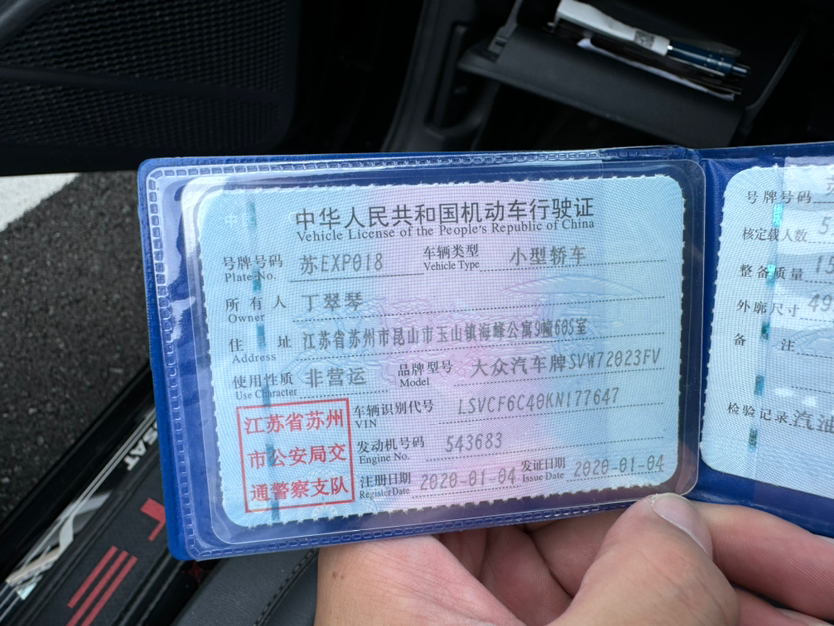 中华人民共和国机动车行驶证
Vehicle License of the People's Republic of China
号牌号码 苏EXP018 车辆类型 小型轿车
Plate No. Vehicle Type
所有人 丁翠琴
Owner
住址 江苏省苏州市昆山市玉山镇海峰公寓9幢605室
Address
使用性质 非营运 品牌型号 大众汽车牌SVW72023FV
Use Character Model
江苏省苏州
市公安局交
通警察支队
车辆识别代号 LSVCF6C40KN177647
VIN
发动机号码 543683
Engine No.
注册日期 2020-01-04 发证日期 2020-01-04
Register Date Issue Date
号牌号码
核定载人数 5
整备质量 15
外廓尺寸 49
备注
检验记录 汽油
SAT